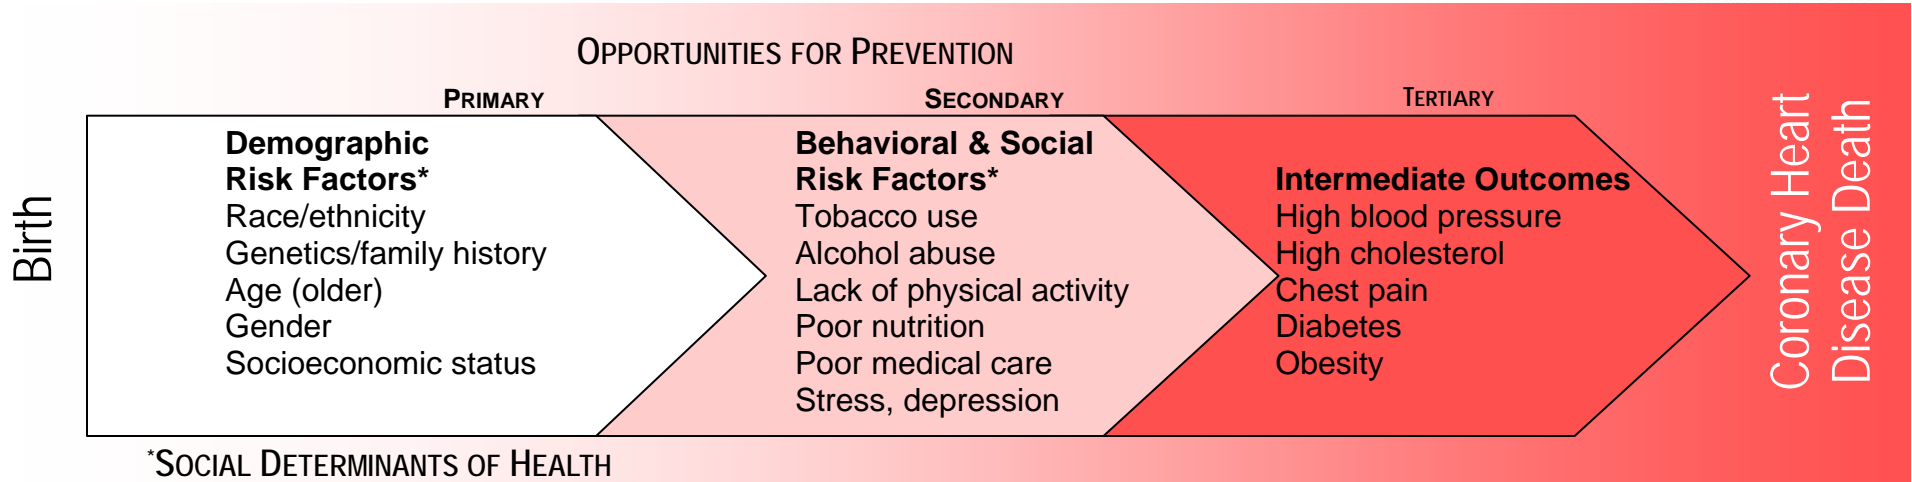 OPPORTUNITIES FOR PREVENTION
PRIMARY
SECONDARY
TERTIARY
Birth
Demographic
Risk Factors*
Race/ethnicity
Genetics/family history
Age (older)
Gender
Socioeconomic status
Behavioral & Social
Risk Factors*
Tobacco use
Alcohol abuse
Lack of physical activity
Poor nutrition
Poor medical care
Stress, depression
Intermediate Outcomes
High blood pressure
High cholesterol
Chest pain
Diabetes
Obesity
Coronary Heart
Disease Death
*SOCIAL DETERMINANTS OF HEALTH